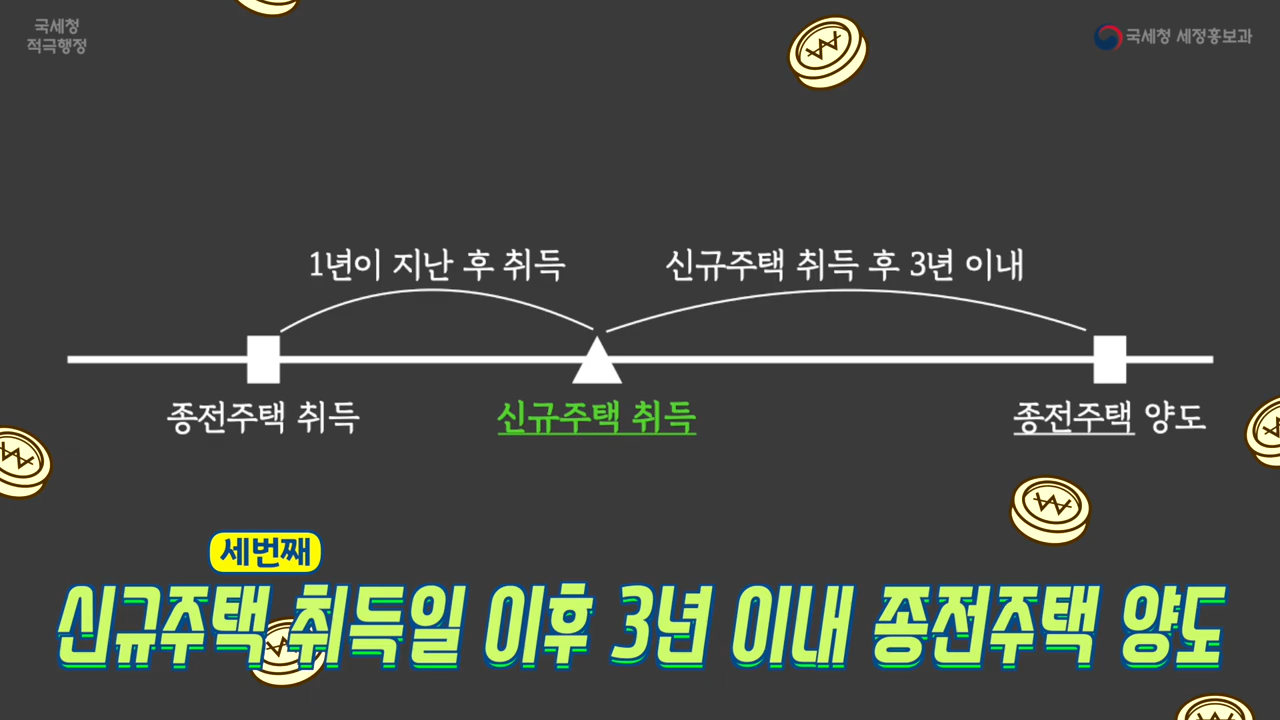 국세청
적극행정
국세청 세정홍보과
1년이 지난 후 취득
신규주택 취득 후 3년 이내
종전주택 취득
신규주택 취득
종전주택 양도
세번째
신규주택 취득일 이후 3년 이내 종전주택 양도